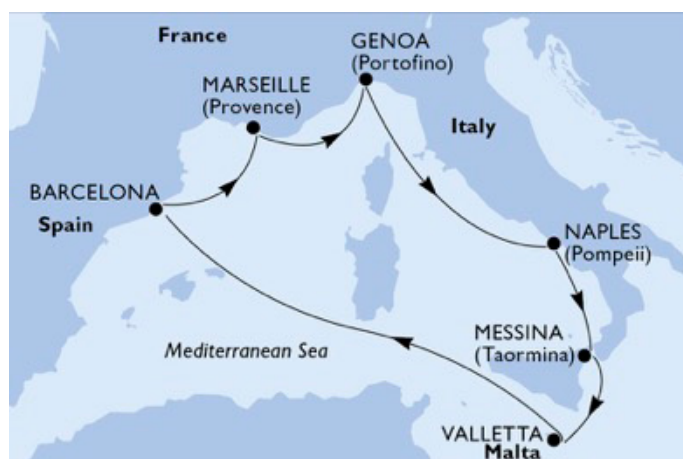 France
GENOA
(Portofino)
MARSEILLE
(Provence)
Italy
BARCELONA
Spain
NAPLES
(Pompeii)
MESSINA
(Taormina)
Mediterranean Sea
VALLETTA
Malta